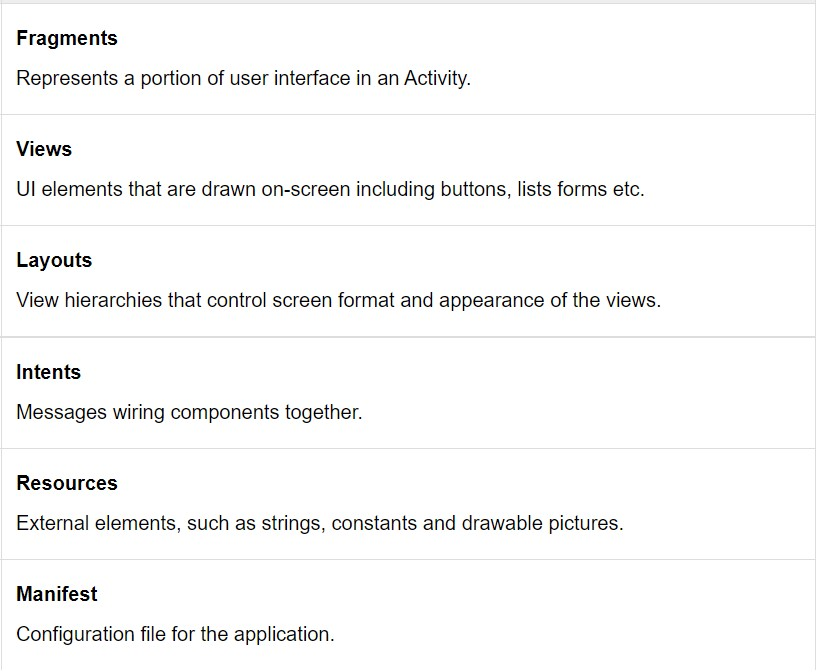 Fragments
Represents a portion of user interface in an Activity.
Views
UI elements that are drawn on-screen including buttons, lists forms etc.
Layouts
View hierarchies that control screen format and appearance of the views.
Intents
Messages wiring components together.
Resources
External elements, such as strings, constants and drawable pictures.
Manifest
Configuration file for the application.